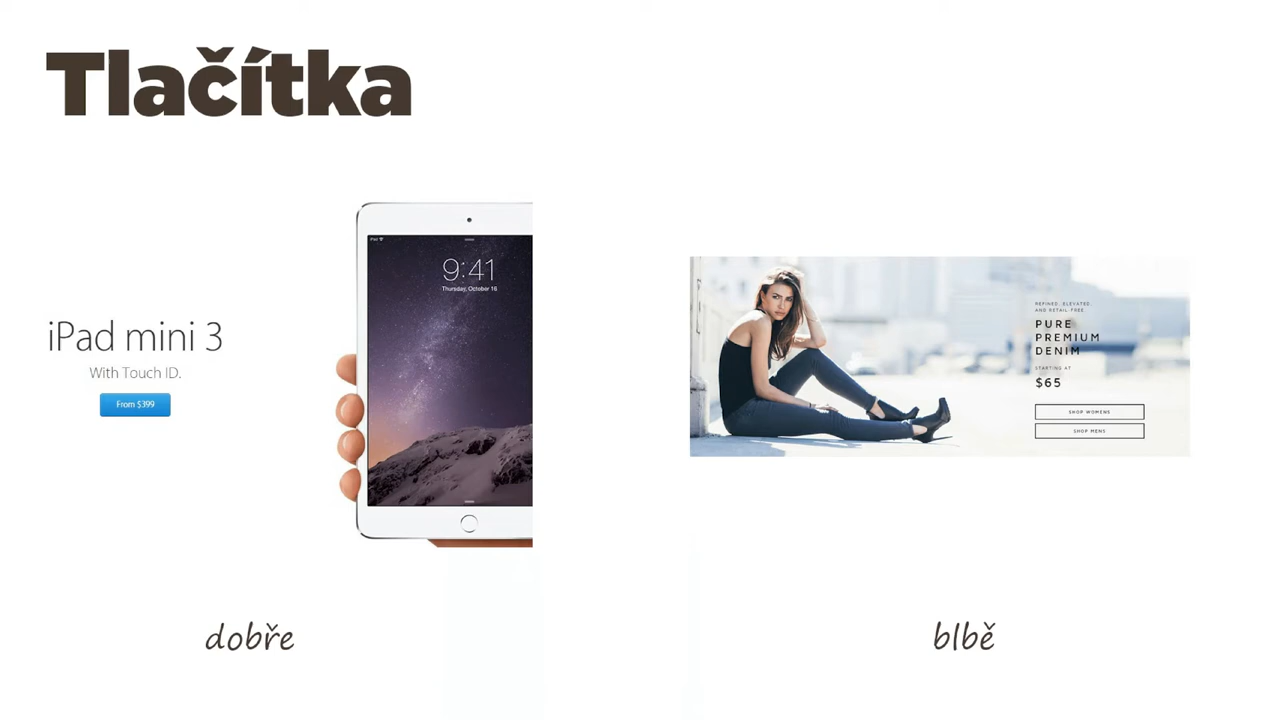 Tlačítka
iPad mini 3
With Touch ID.
From $399
iPad
9:41
Thursday, October 16
REFINED, ELEVATED
AND RETAIL-FREE
PURE
PREMIUM
DENIM
STARTING AT
$65
SHOP WOMENS
SHOP MENS
dobře
blbě